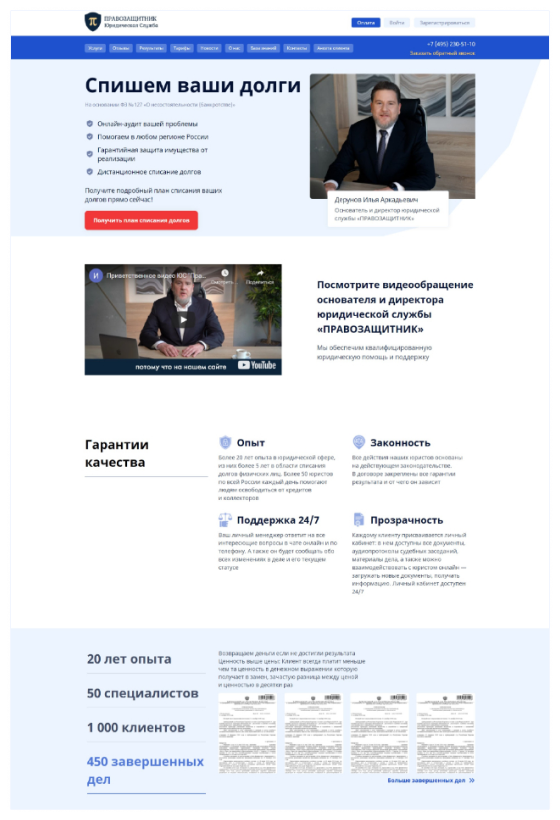 ПРАВОЗАЩИТНИК
Юридическая Служба
Оплата
Войти
Зарегистрироваться
Услуги
Отзывы
Результаты
Тарифы
Новости
О нас
База знаний
Контакты
Анкета клиента
+7 (495) 230-51-10
Заказать обратный звонок
Спишем ваши долги
На основании ФЗ №127 «О несостоятельности (банкротстве)»
Онлайн-аудит вашей проблемы
Помогаем в любом регионе России
Гарантийная защита имущества от
реализации
Дистанционное списание долгов
Получите подробный план списания ваших
долгов прямо сейчас!
Получить план списания долгов
Дерунов Илья Аркадьевич
Основатель и директор юридической
службы «ПРАВОЗАЩИТНИК»
И
Приветственное видео ЮС "Пра...
Смотреть...
Поделиться
потому что на нашем сайте
YouTube
Посмотрите видеообращение
основателя и директора
юридической службы
«ПРАВОЗАЩИТНИК»
Мы обеспечим квалифицированную
юридическую помощь и поддержку
Гарантии
качества
Опыт
Более 20 лет опыта в юридической сфере,
из них более 5 лет в области списания
долгов физических лиц. Более 50 юристов
по всей России каждый день помогают
людям освободиться от кредитов
и коллекторов
Законность
Все действия наших юристов основаны
на действующем законодательстве.
В договоре закреплены все гарантии
результата и от чего он зависит
Поддержка 24/7
Ваш личный менеджер ответит на все
интересующие вопросы в чате онлайн и по
телефону. А также он будет сообщать обо
всех изменениях в деле и его текущем
статусе
Прозрачность
Каждому клиенту присваивается личный
кабинет: в нем доступны все документы,
аудиопротоколы судебных заседаний,
материалы дела, а также можно
взаимодействовать с юристом онлайн —
загружать новые документы, получать
информацию. Личный кабинет доступен
24/7
20 лет опыта
50 специалистов
1 000 клиентов
450 завершенных
дел
Возвращаем деньги если не достигли результата
Ценность выше цены: Клиент всегда платит меньше
чем та ценность в денежном выражении которую
получает в замен, зачастую разница между ценой
и ценностью в десятки раз
Больше завершенных дел